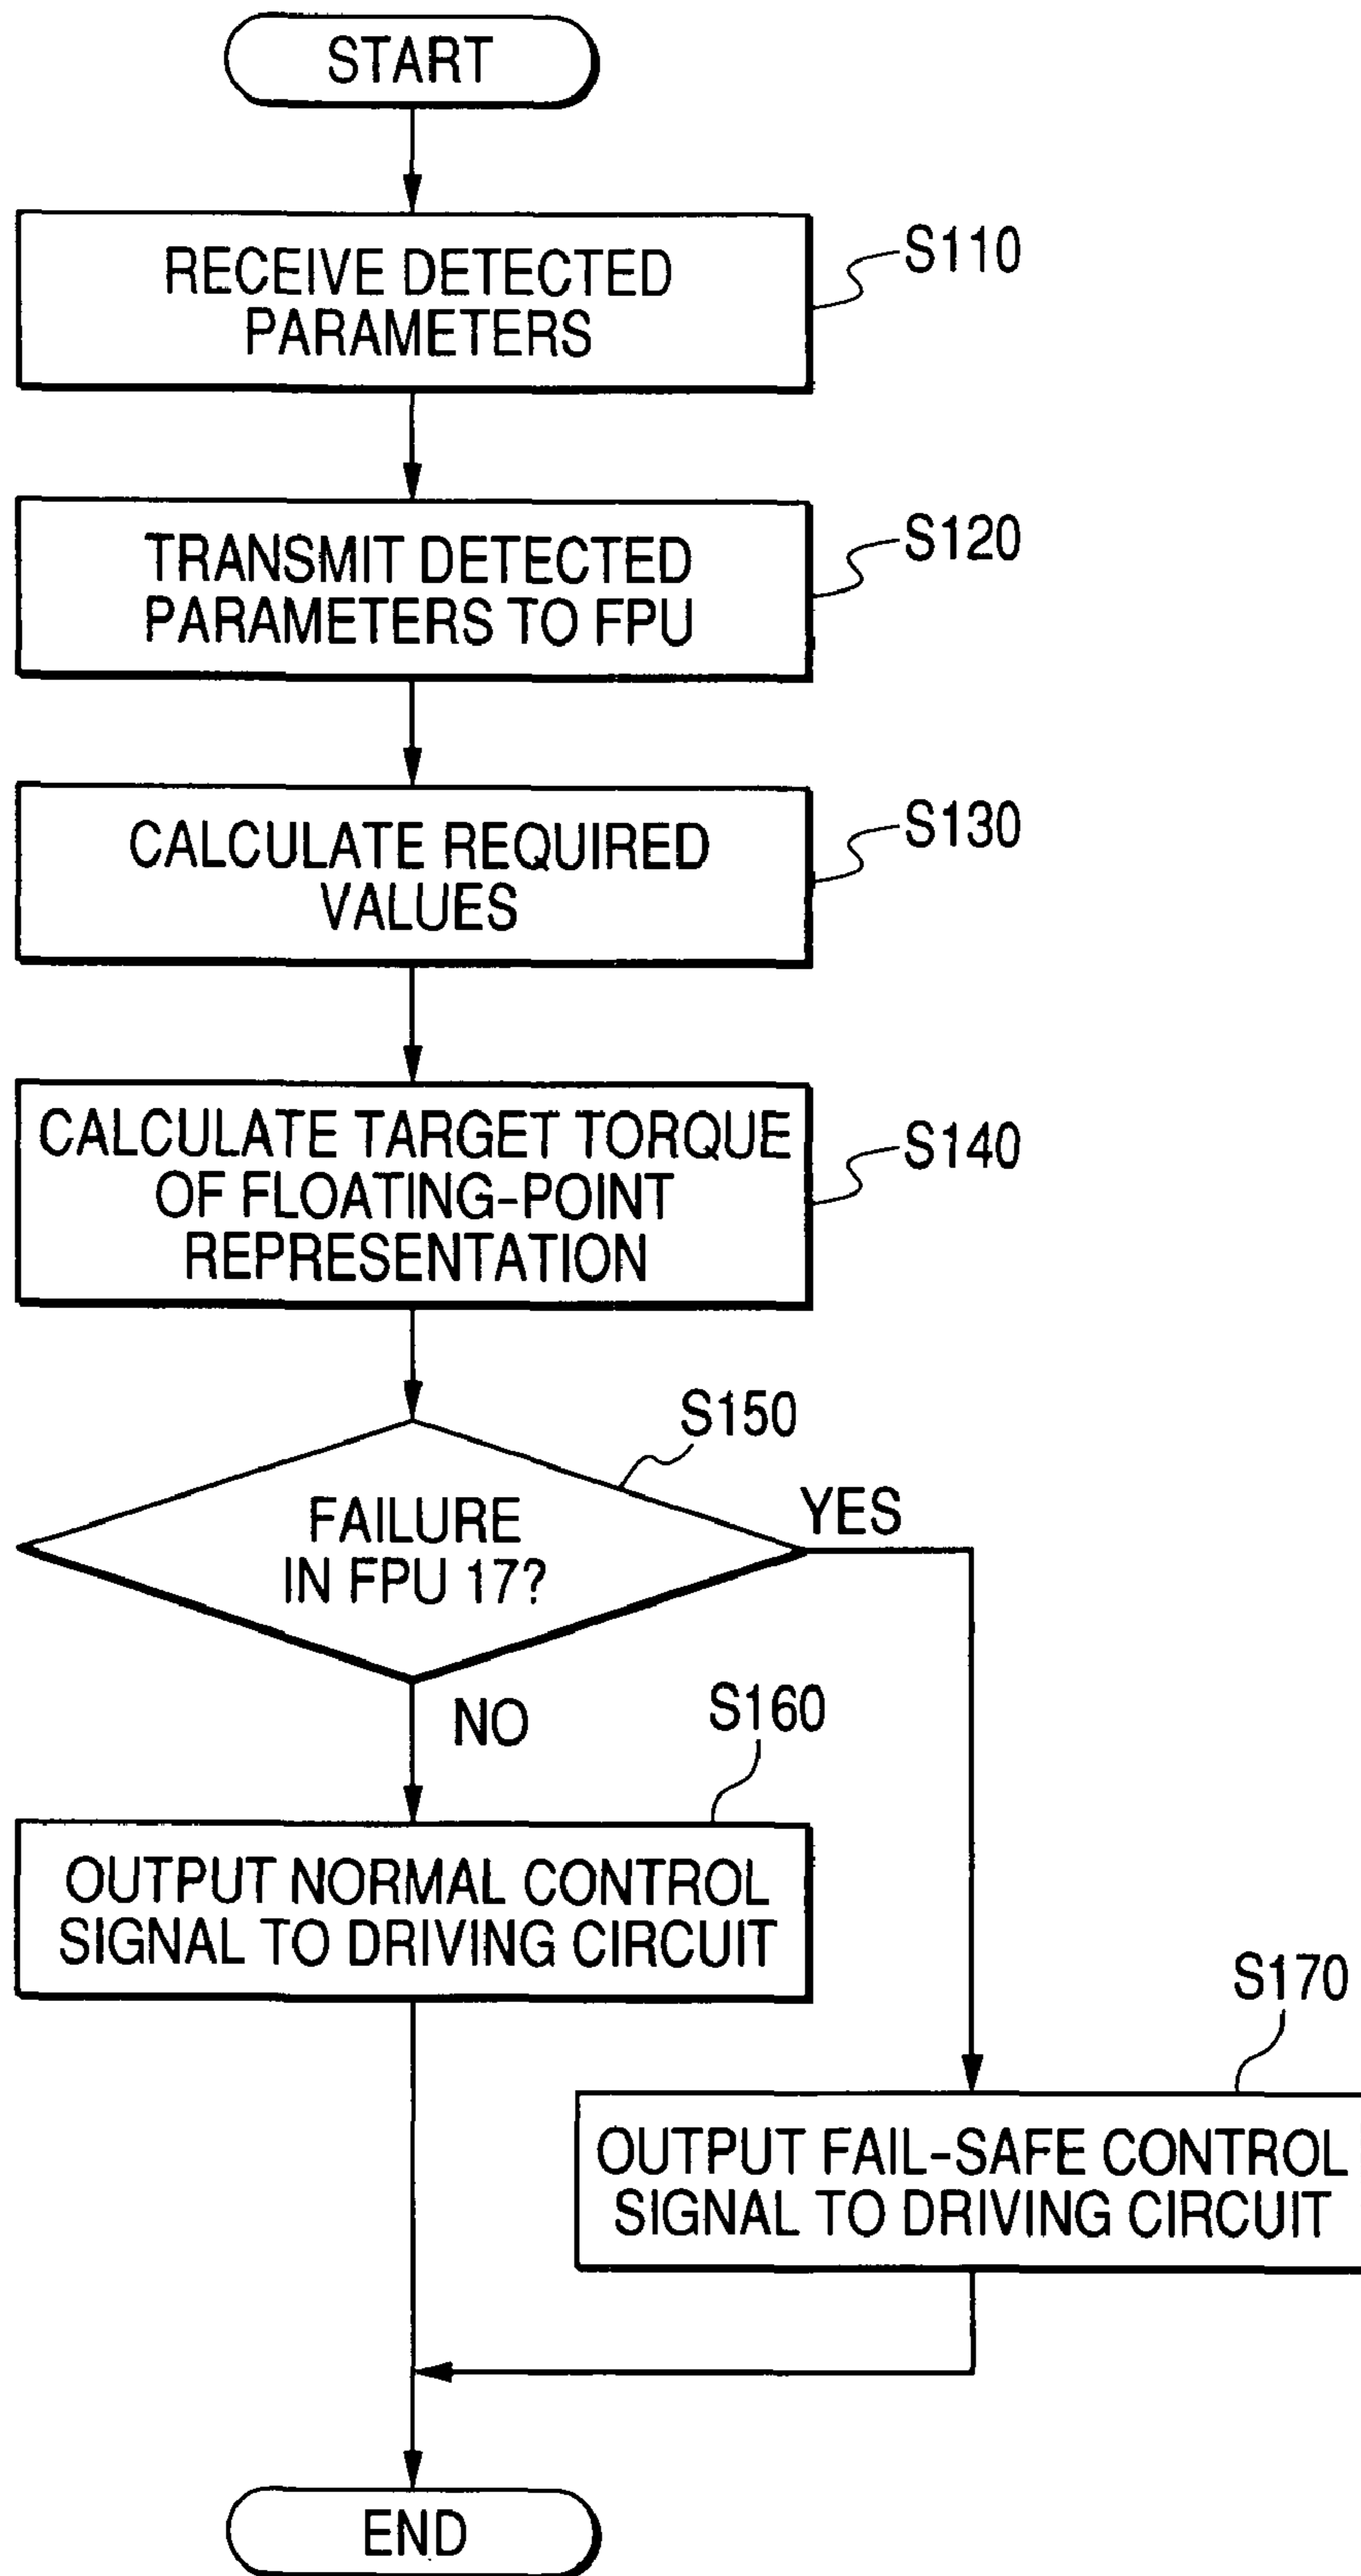 START
RECEIVE DETECTED
PARAMETERS
S110
TRANSMIT DETECTED
PARAMETERS TO FPU
S120
CALCULATE REQUIRED
VALUES
S130
CALCULATE TARGET TORQUE
OF FLOATING-POINT
REPRESENTATION
S140
S150
FAILURE
IN FPU 17?
YES
NO
S160
OUTPUT NORMAL CONTROL
SIGNAL TO DRIVING CIRCUIT
S170
OUTPUT FAIL-SAFE CONTROL
SIGNAL TO DRIVING CIRCUIT
END